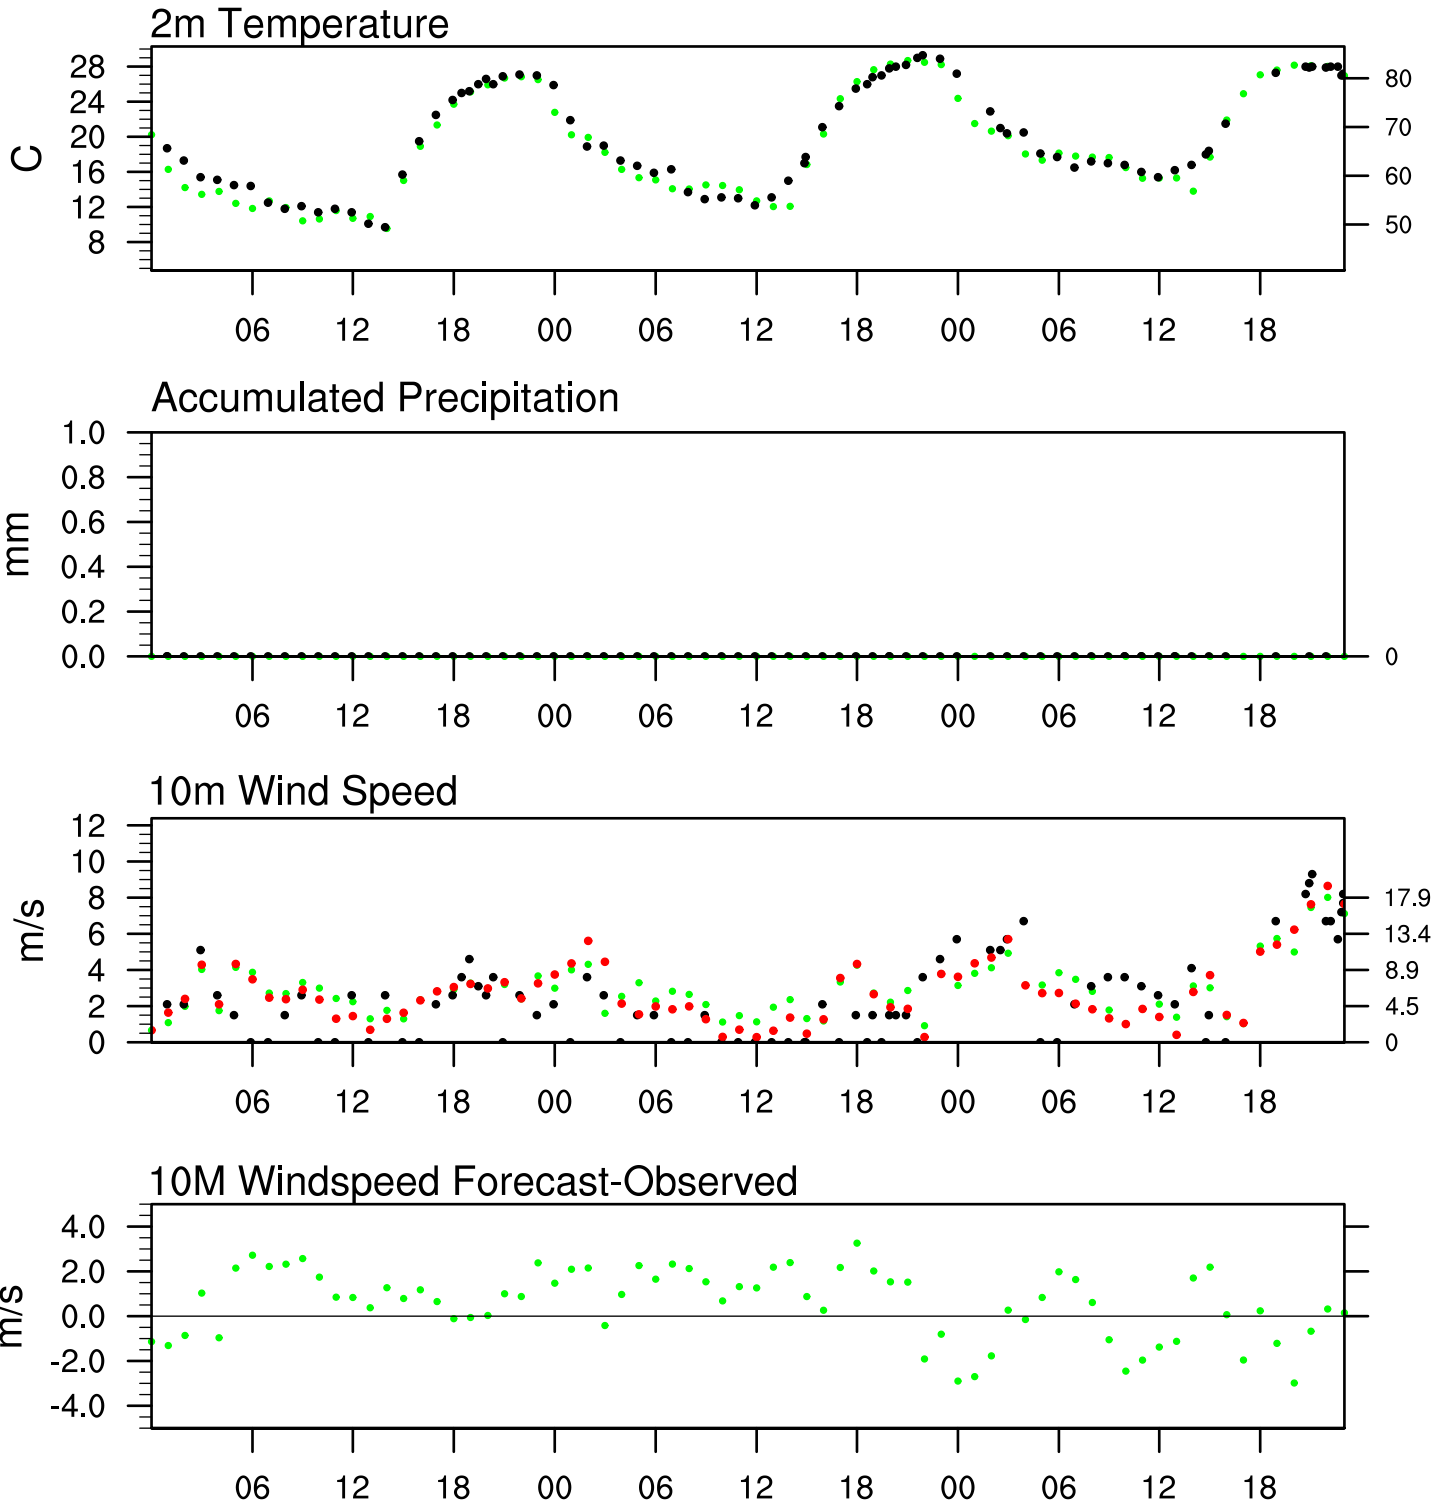 2m Temperature
28
24
20
16
12
8
C
80
70
60
50
06 12 18 00 06 12 18 00 06 12 18
Accumulated Precipitation
1.0
0.8
0.6
0.4
0.2
0.0
mm
0
06 12 18 00 06 12 18 00 06 12 18
10m Wind Speed
12
10
8
6
4
2
0
m/s
17.9
13.4
8.9
4.5
0
06 12 18 00 06 12 18 00 06 12 18
10M Windspeed Forecast-Observed
4.0
2.0
0.0
-2.0
-4.0
m/s
06 12 18 00 06 12 18 00 06 12 18